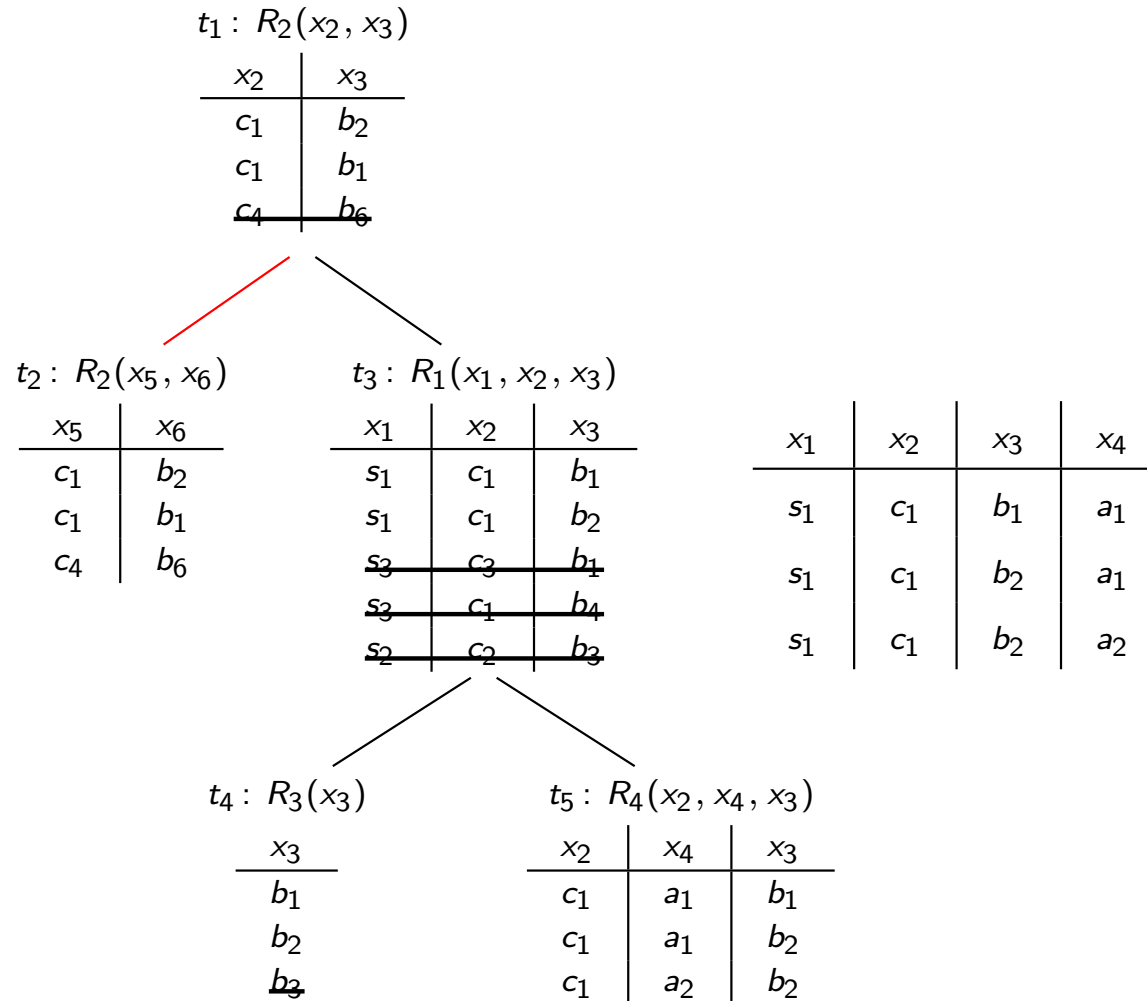 t₁ : R₂(x₂, x₃)
x₂ x₃
c₁ b₂
c₁ b₁
c₄ b₆
t₂ : R₂(x₅, x₆)
x₅ x₆
c₁ b₂
c₁ b₁
c₄ b₆
t₃ : R₁(x₁, x₂, x₃)
x₁ x₂ x₃
s₁ c₁ b₁
s₁ c₁ b₂
s₃ c₃ b₁
s₃ c₁ b₄
s₂ c₂ b₃
x₁ x₂ x₃ x₄
s₁ c₁ b₁ a₁
s₁ c₁ b₂ a₁
s₁ c₁ b₂ a₂
t₄ : R₃(x₃)
x₃
b₁
b₂
b₃
t₅ : R₄(x₂, x₄, x₃)
x₂ x₄ x₃
c₁ a₁ b₁
c₁ a₁ b₂
c₁ a₂ b₂